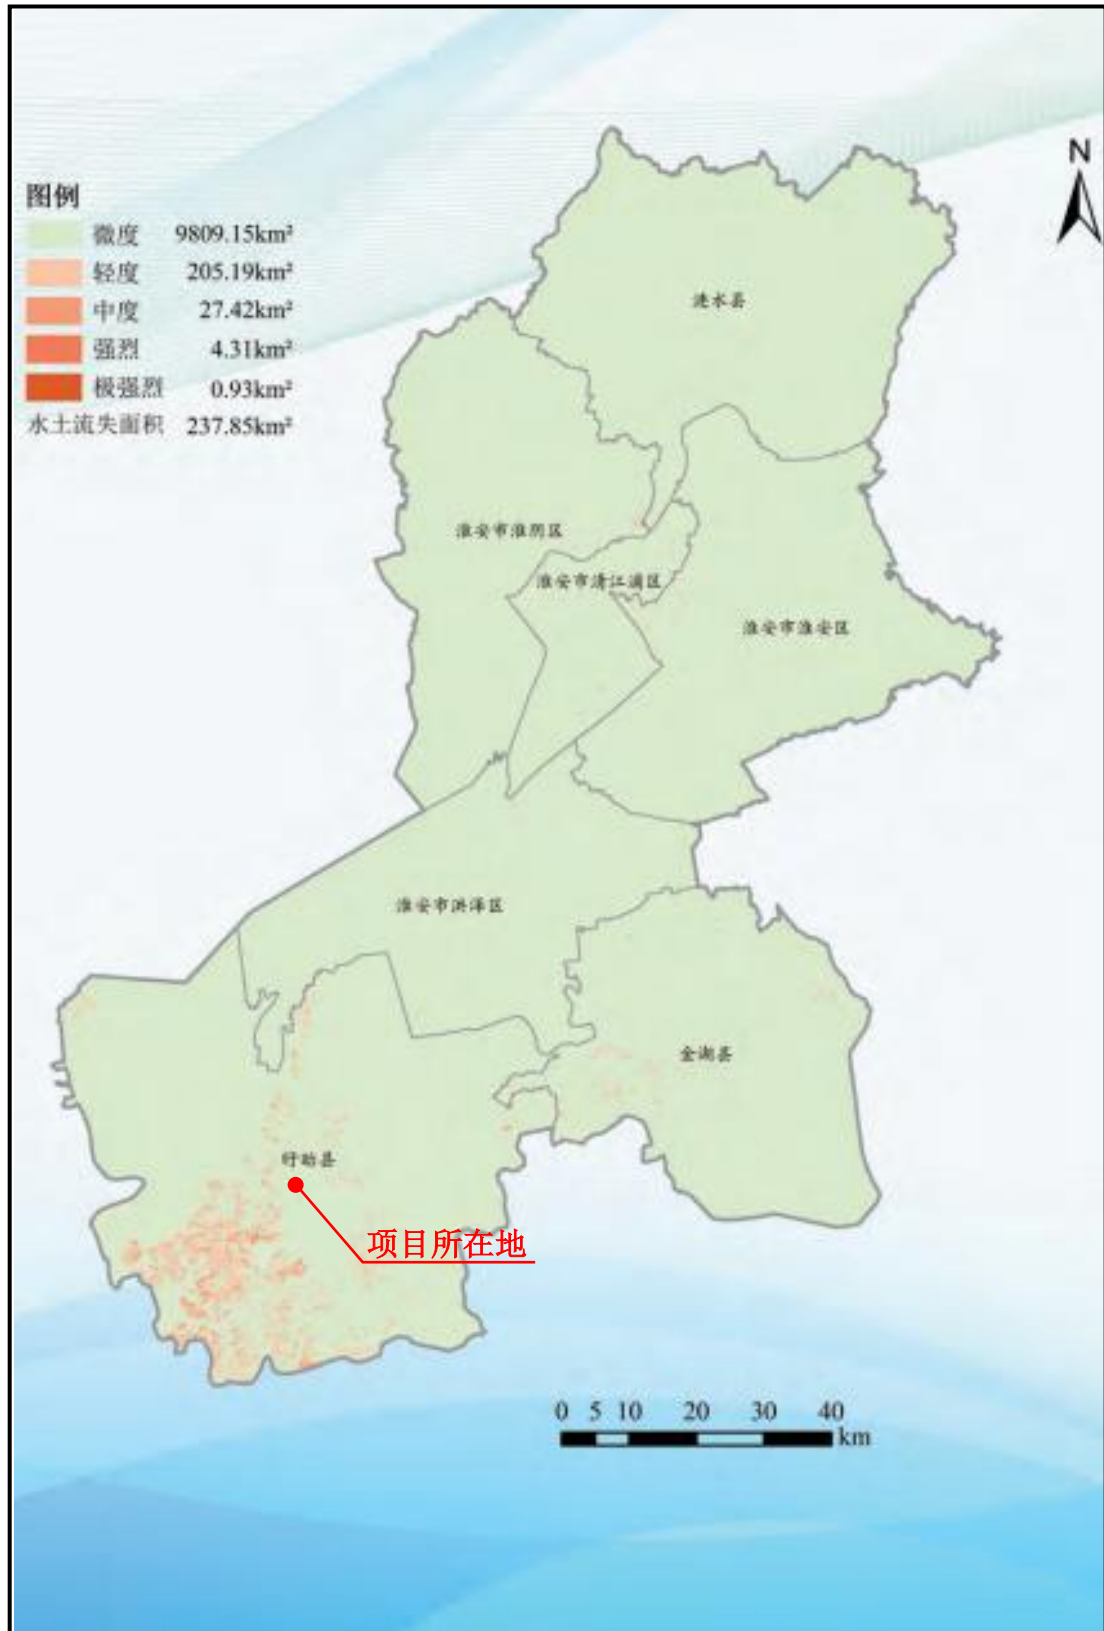 N
图例
微度 9809.15km²
轻度 205.19km²
中度 27.42km²
强烈 4.31km²
极强烈 0.93km²
水土流失面积 237.85km²
涟水县
淮安市淮阴区
淮安市清江浦区
淮安市淮安区
淮安市洪泽区
金湖县
盱眙县
项目所在地
0 5 10 20 30 40
km